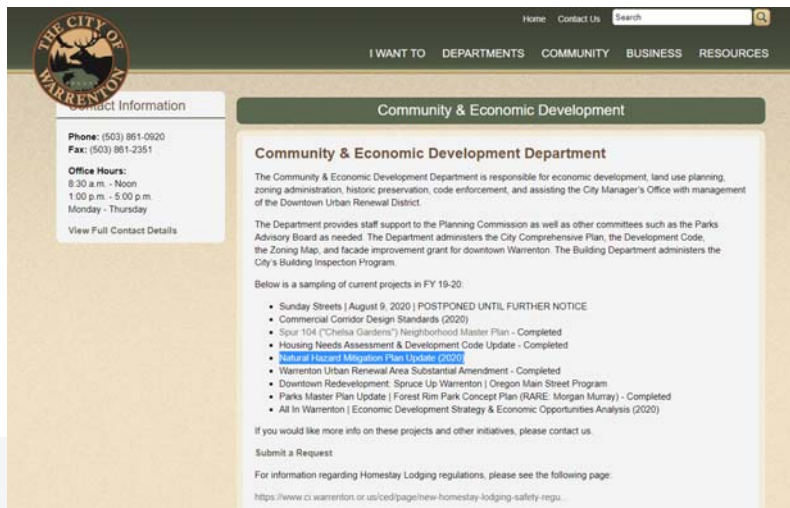 Home Contact Us Search
THE CITY OF
WARRENTON
I WANT TO DEPARTMENTS COMMUNITY BUSINESS RESOURCES
Contact Information
Phone: (503) 861-0920
Fax: (503) 861-2351
Office Hours:
8:30 a.m. - Noon
1:00 p.m. - 5:00 p.m.
Monday - Thursday
View Full Contact Details
Community & Economic Development
Community & Economic Development Department
The Community & Economic Development Department is responsible for economic development, land use planning,
zoning administration, historic preservation, code enforcement, and assisting the City Manager's Office with management
of the Downtown Urban Renewal District.
The Department provides staff support to the Planning Commission as well as other committees such as the Parks
Advisory Board as needed. The Department administers the City Comprehensive Plan, the Development Code,
the Zoning Map, and facade improvement grant for downtown Warrenton. The Building Department administers the
City's Building Inspection Program.
Below is a sampling of current projects in FY 19-20:
• Sunday Streets | August 9, 2020 | POSTPONED UNTIL FURTHER NOTICE
• Commercial Corridor Design Standards (2020)
• Spur 104 ("Chelsa Gardens") Neighborhood Master Plan - Completed
• Housing Needs Assessment & Development Code Update - Completed
• Natural Hazard Mitigation Plan Update (2020)
• Warrenton Urban Renewal Area Substantial Amendment - Completed
• Downtown Redevelopment: Spruce Up Warrenton | Oregon Main Street Program
• Parks Master Plan Update | Forest Rim Park Concept Plan (RARE: Morgan Murray) - Completed
• All In Warrenton | Economic Development Strategy & Economic Opportunities Analysis (2020)
If you would like more info on these projects and other initiatives, please contact us.
Submit a Request
For information regarding Homestay Lodging regulations, please see the following page:
https://www.ci.warrenton.or.us/ced/page/new-homestay-lodging-safety-regu...